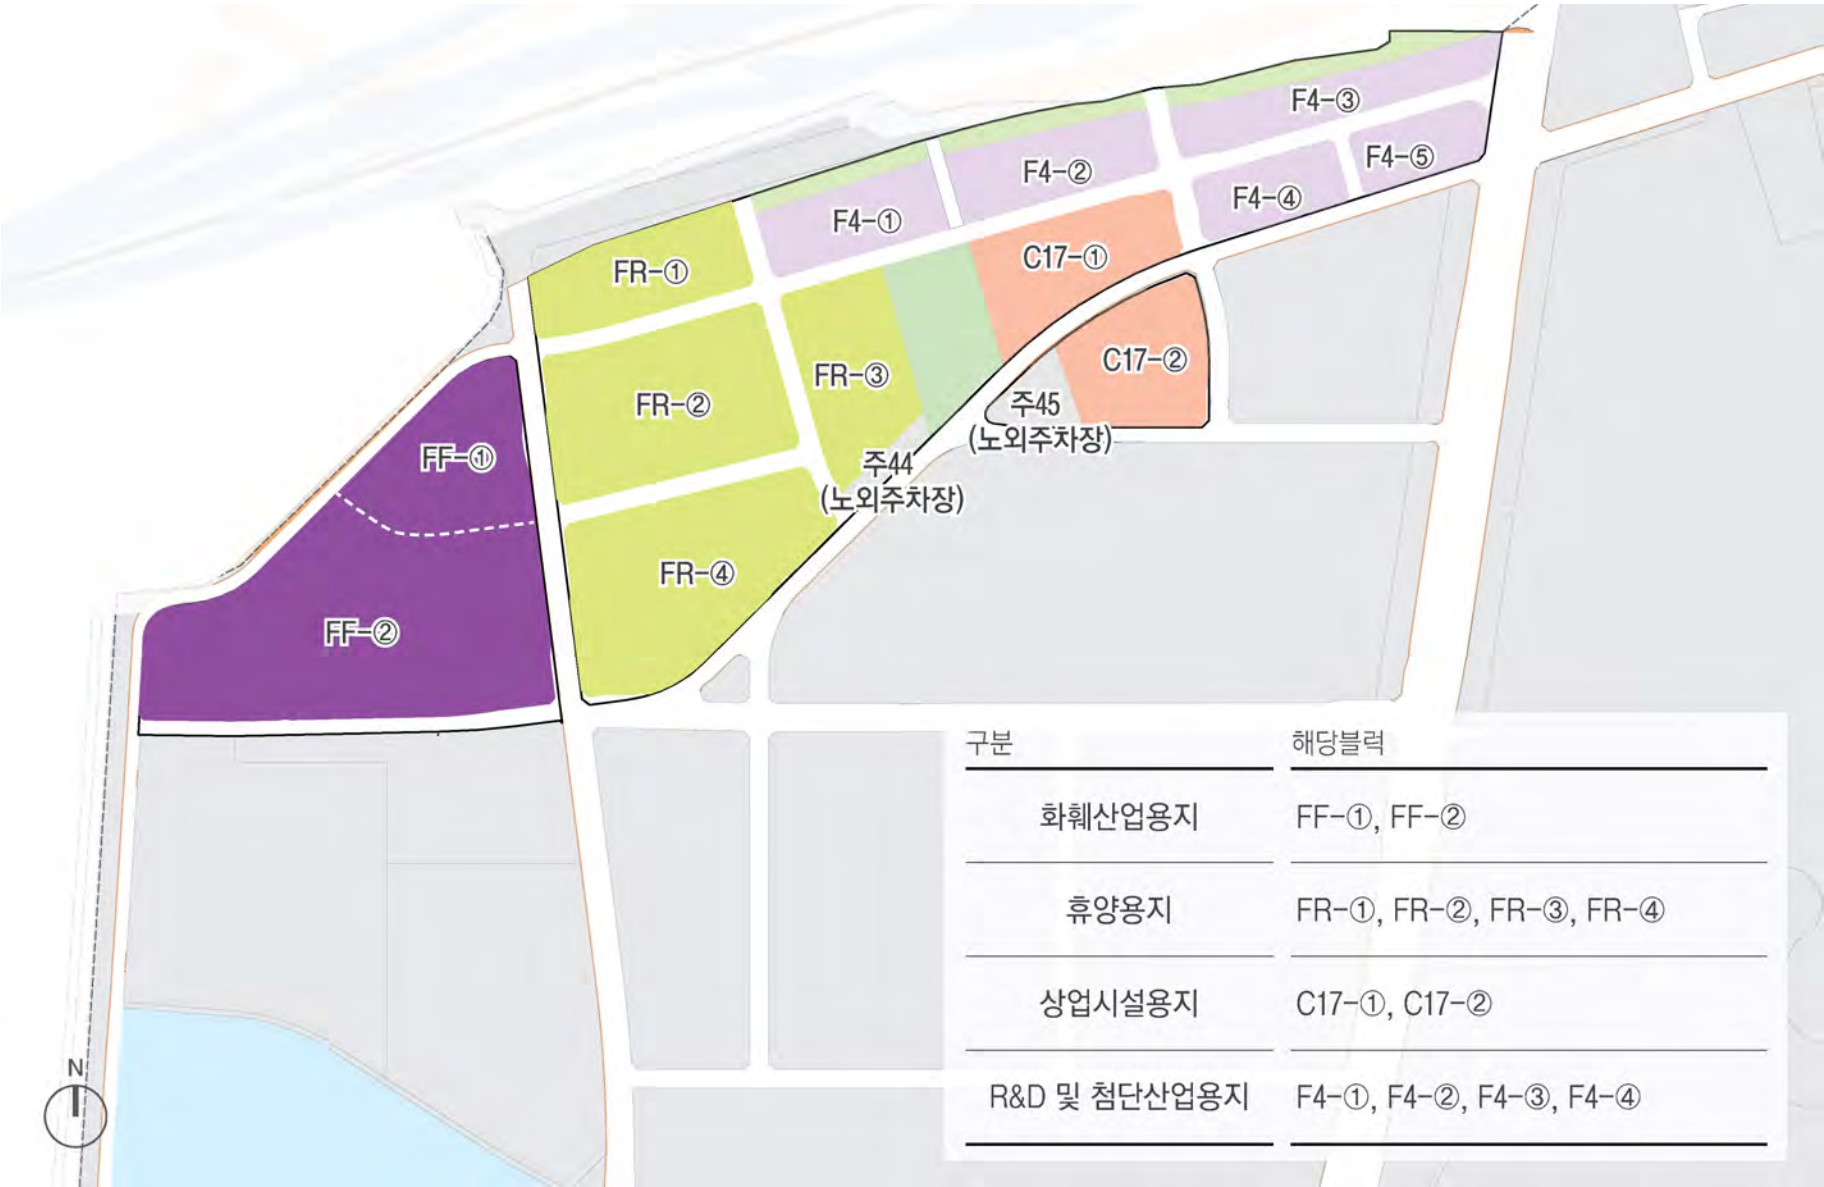 F4-③
F4-⑤
F4-②
F4-④
F4-①
C17-①
FR-①
C17-②
FR-③
FR-②
주45
(노외주차장)
FF-①
주44
(노외주차장)
FR-④
FF-②
구분 해당블럭
화훼산업용지 FF-①, FF-②
휴양용지 FR-①, FR-②, FR-③, FR-④
상업시설용지 C17-①, C17-②
R&D 및 첨단산업용지 F4-①, F4-②, F4-③, F4-④
N